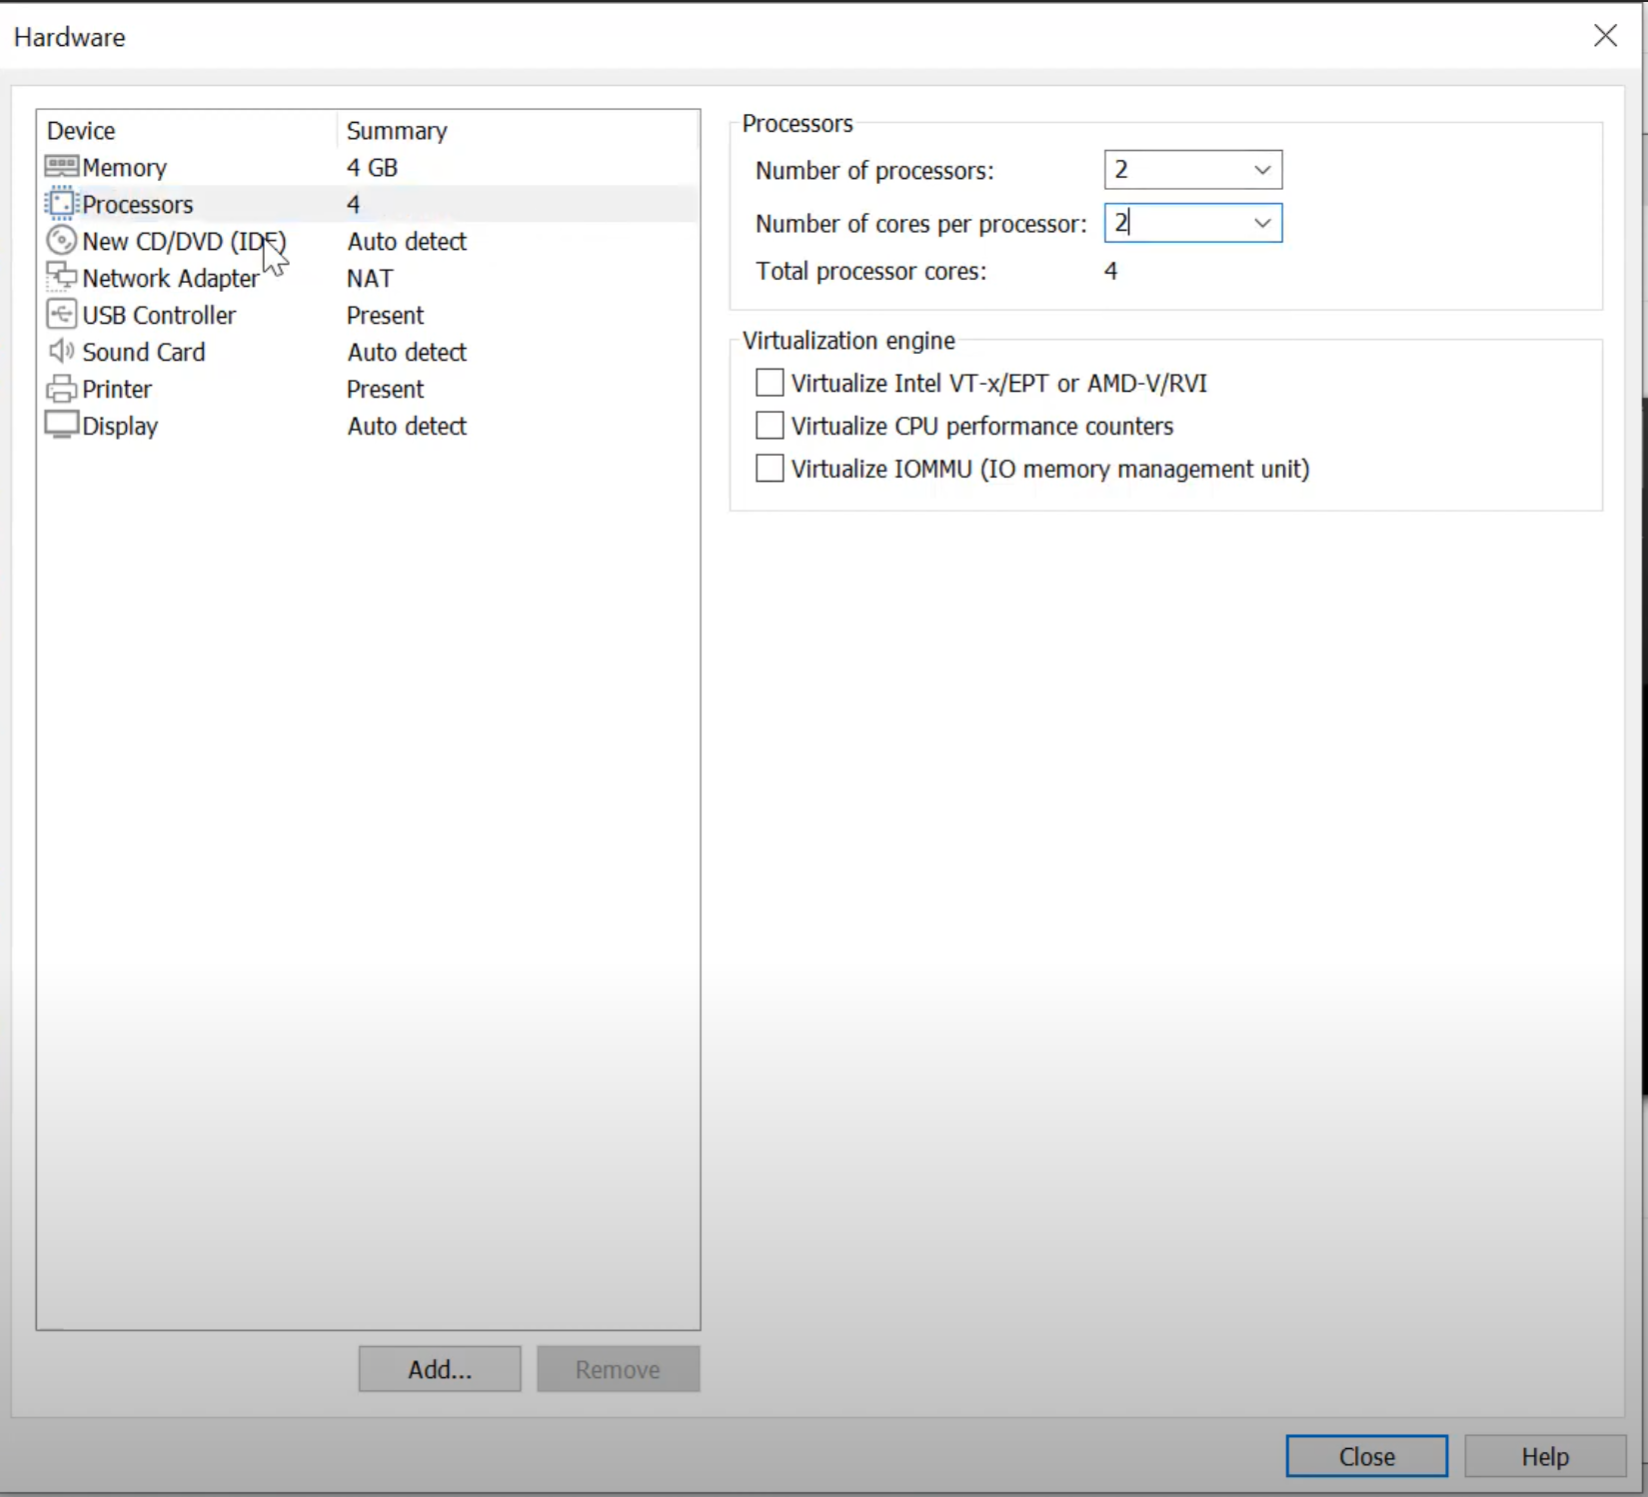 Hardware
Device Summary
Memory 4 GB
Processors 4
New CD/DVD (IDE) Auto detect
Network Adapter NAT
USB Controller Present
Sound Card Auto detect
Printer Present
Display Auto detect
Add... Remove
Processors
Number of processors: 2
Number of cores per processor: 2
Total processor cores: 4
Virtualization engine
Virtualize Intel VT-x/EPT or AMD-V/RVI
Virtualize CPU performance counters
Virtualize IOMMU (IO memory management unit)
Close Help